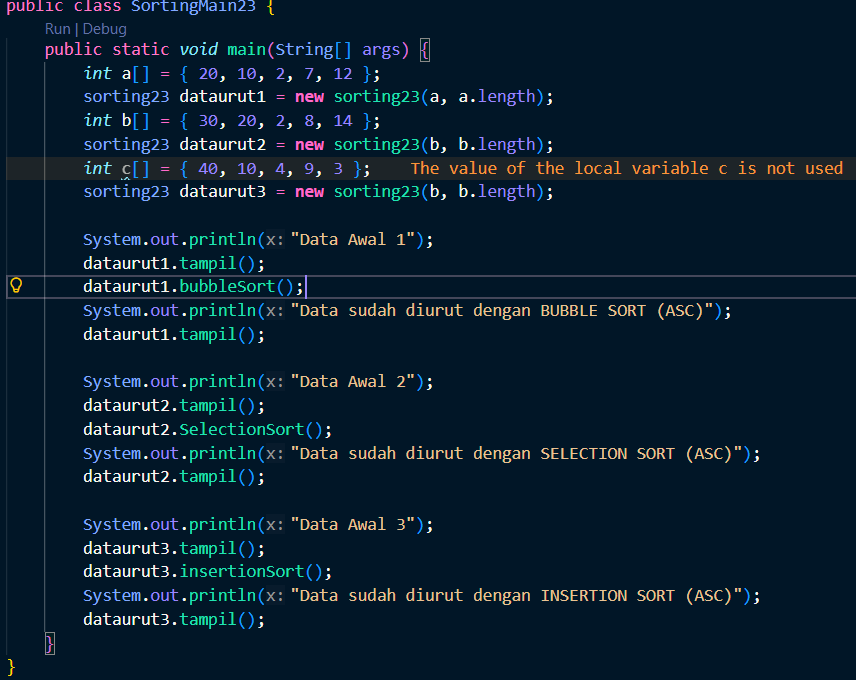 public class SortingMain23 {
Run | Debug
public static void main(String[] args) {
int a[] = { 20, 10, 2, 7, 12 };
sorting23 dataurut1 = new sorting23(a, a.length);
int b[] = { 30, 20, 2, 8, 14 };
sorting23 dataurut2 = new sorting23(b, b.length);
int c[] = { 40, 10, 4, 9, 3 }; The value of the local variable c is not used
sorting23 dataurut3 = new sorting23(b, b.length);
System.out.println(x: "Data Awal 1");
dataurut1.tampil();
dataurut1.bubbleSort();
System.out.println(x: "Data sudah diurut dengan BUBBLE SORT (ASC)");
dataurut1.tampil();
System.out.println(x: "Data Awal 2");
dataurut2.tampil();
dataurut2.SelectionSort();
System.out.println(x: "Data sudah diurut dengan SELECTION SORT (ASC)");
dataurut2.tampil();
System.out.println(x: "Data Awal 3");
dataurut3.tampil();
dataurut3.insertionSort();
System.out.println(x: "Data sudah diurut dengan INSERTION SORT (ASC)");
dataurut3.tampil();
}
}